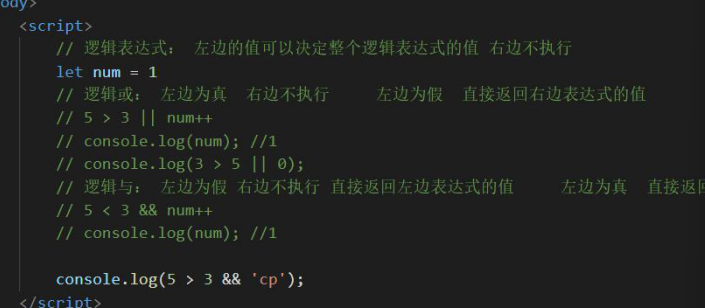 ody>
<script>
// 逻辑表达式： 左边的值可以决定整个逻辑表达式的值 右边不执行
let num = 1
// 逻辑或： 左边为真 右边不执行 左边为假 直接返回右边表达式的值
// 5 > 3 || num++
// console.log(num); //1
// console.log(3 > 5 || 0);
// 逻辑与： 左边为假 右边不执行 直接返回左边表达式的值 左边为真 直接返回
// 5 < 3 && num++
// console.log(num); //1
console.log(5 > 3 && 'cp');
</script>